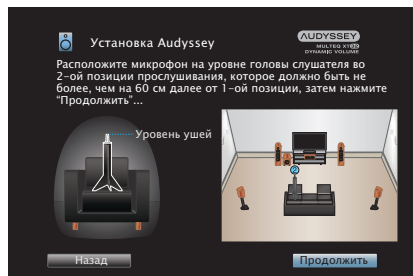 Установка Audyssey
AUDYSSEY
MULTEQ XT32
DYNAMIC VOLUME
Расположите микрофон на уровне головы слушателя во
2-ой позиции прослушивания, которое должно быть не
более, чем на 60 см далее от 1-ой позиции, затем нажмите
"Продолжить"...
Уровень ушей
2
Назад
Продолжить